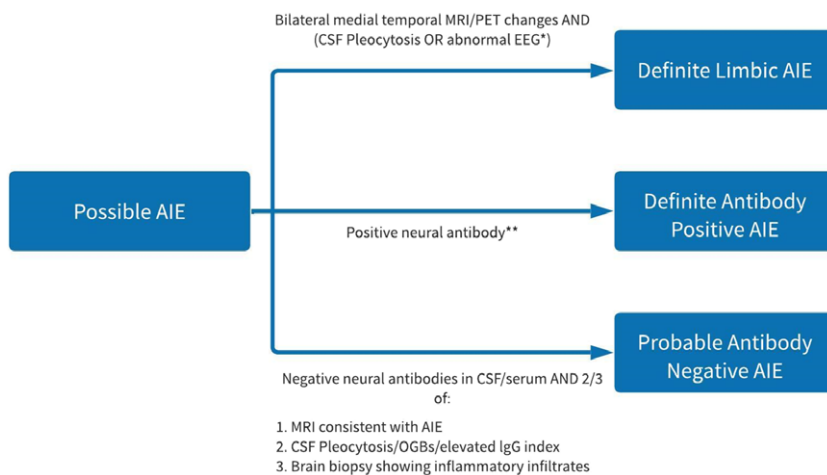 Bilateral medial temporal MRI/PET changes AND
(CSF Pleocytosis OR abnormal EEG*)
Definite Limbic AIE
Possible AIE
Positive neural antibody**
Definite Antibody
Positive AIE
Probable Antibody
Negative AIE
Negative neural antibodies in CSF/serum AND 2/3
of:
1. MRI consistent with AIE
2. CSF Pleocytosis/OGBs/elevated lgG index
3. Brain biopsy showing inflammatory infiltrates